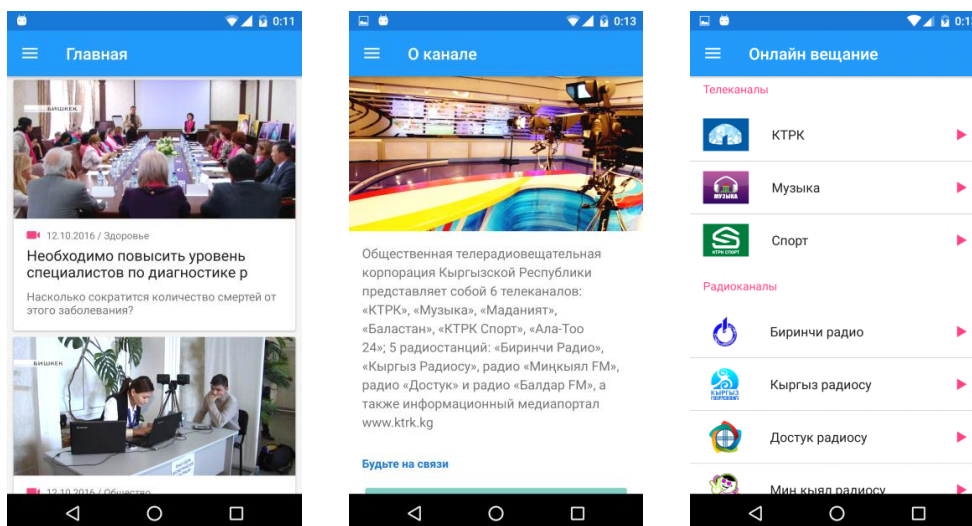 0:11
Главная
БИШКЕК
12.10.2016 / Здоровье
Необходимо повысить уровень
специалистов по диагностике р
Насколько сократится количество смертей от
этого заболевания?
БИШКЕК
12.10.2016 / Общество
0:13
О канале
Общественная телерадиовещательная
корпорация Кыргызской Республики
представляет собой 6 телеканалов:
«КТРК», «Музыка», «Маданият»,
«Баластан», «КТРК Спорт», «Ала-Тоо
24»; 5 радиостанций: «Биринчи Радио»,
«Кыргыз Радиосу», радио «Миңкыял FM»,
радио «Достук» и радио «Балдар FM», а
также информационный медиапортал
www.ktrk.kg
Будьте на связи
0:13
Онлайн вещание
Телеканалы
КТРК
МУЗЫКА
Музыка
КТРК СПОРТ
Спорт
Радиоканалы
Биринчи радио
КЫРГЫЗ
Кыргыз радиосу
Достук радиосу
Мин кыял радиосу